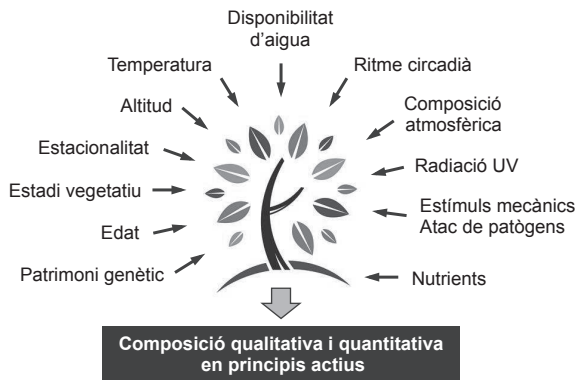 Disponibilitat
d'aigua
Temperatura
Ritme circadià
Altitud
Composició
atmosfèrica
Estacionalitat
Radiació UV
Estadi vegetatiu
Estímuls mecànics
Atac de patògens
Edat
Patrimoni genètic
Nutrients
Composició qualitativa i quantitativa
en principis actius